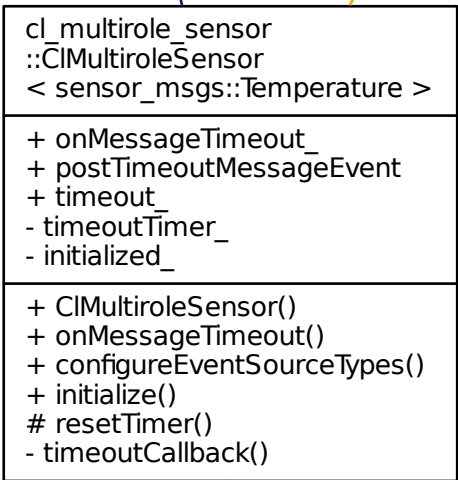 cl_multirole_sensor
::ClMultiroleSensor
< sensor_msgs::Temperature >
+ onMessageTimeout_
+ postTimeoutMessageEvent
+ timeout_
- timeoutTimer_
- initialized_
+ ClMultiroleSensor()
+ onMessageTimeout()
+ configureEventSourceTypes()
+ initialize()
# resetTimer()
- timeoutCallback()